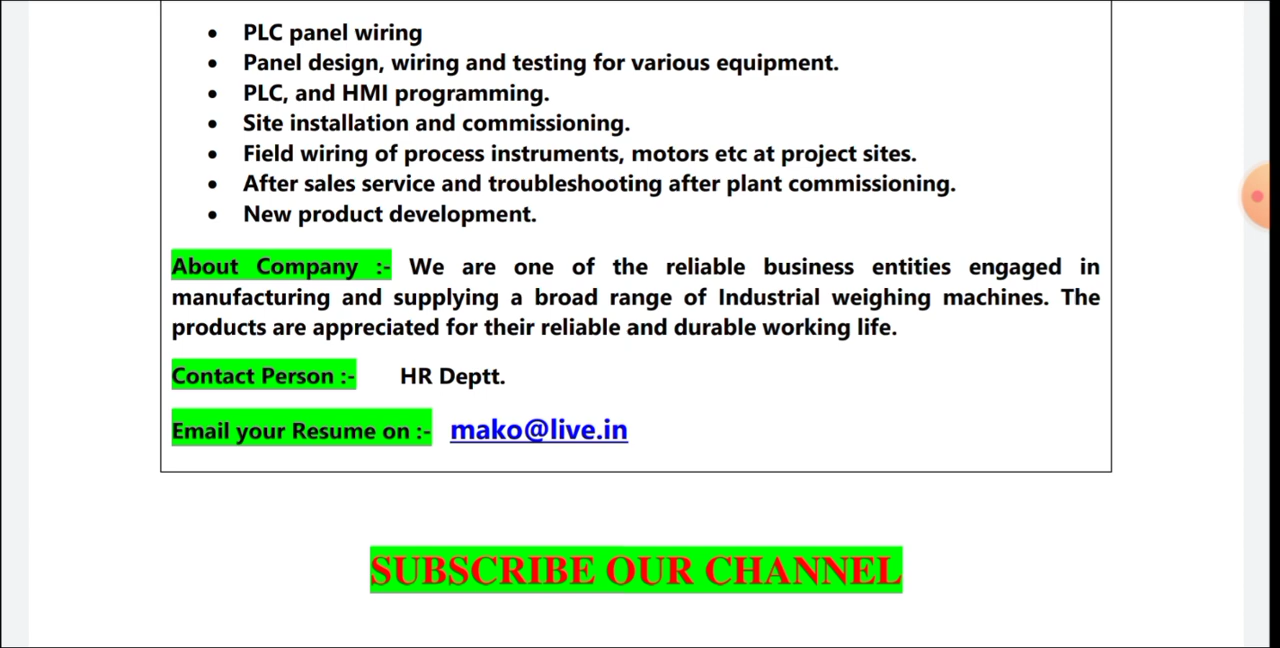 • PLC panel wiring
• Panel design, wiring and testing for various equipment.
• PLC, and HMI programming.
• Site installation and commissioning.
• Field wiring of process instruments, motors etc at project sites.
• After sales service and troubleshooting after plant commissioning.
• New product development.
About Company :- We are one of the reliable business entities engaged in
manufacturing and supplying a broad range of Industrial weighing machines. The
products are appreciated for their reliable and durable working life.
Contact Person :- HR Deptt.
Email your Resume on :- mako@live.in
SUBSCRIBE OUR CHANNEL